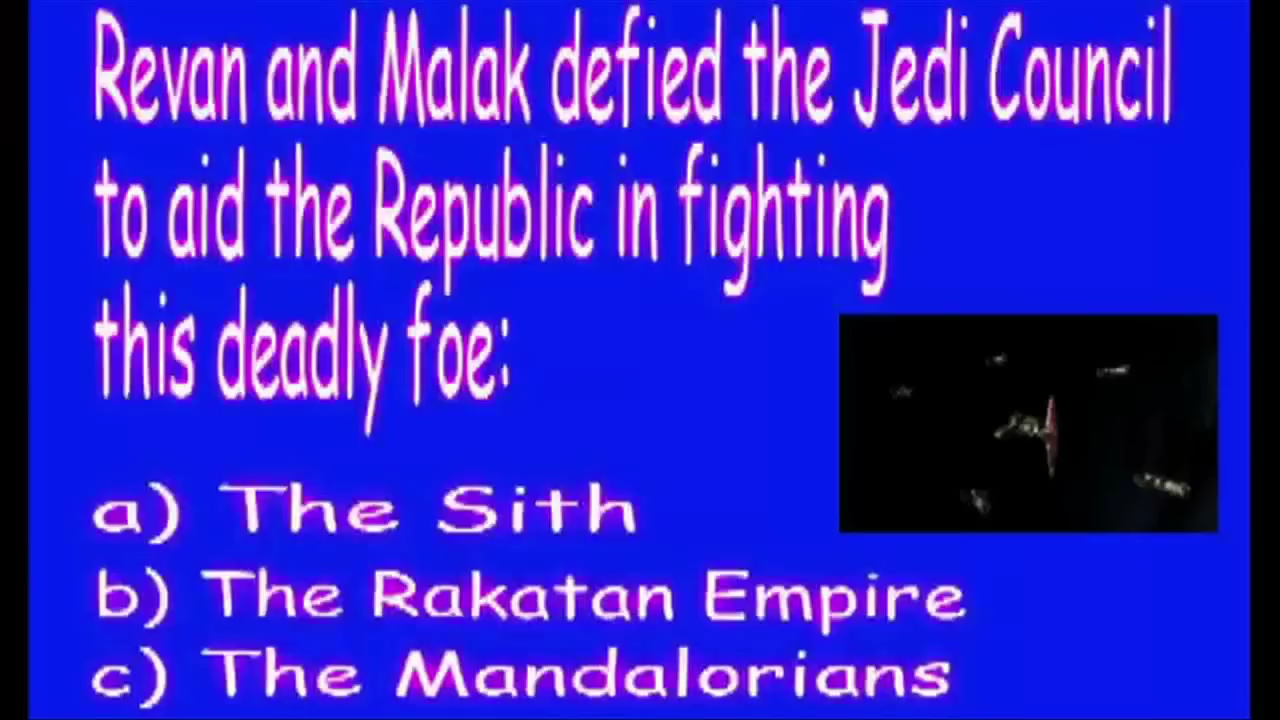 Revan and Malak defied the Jedi Council
to aid the Republic in fighting
this deadly foe:
a) The Sith
b) The Rakatan Empire
c) The Mandalorians